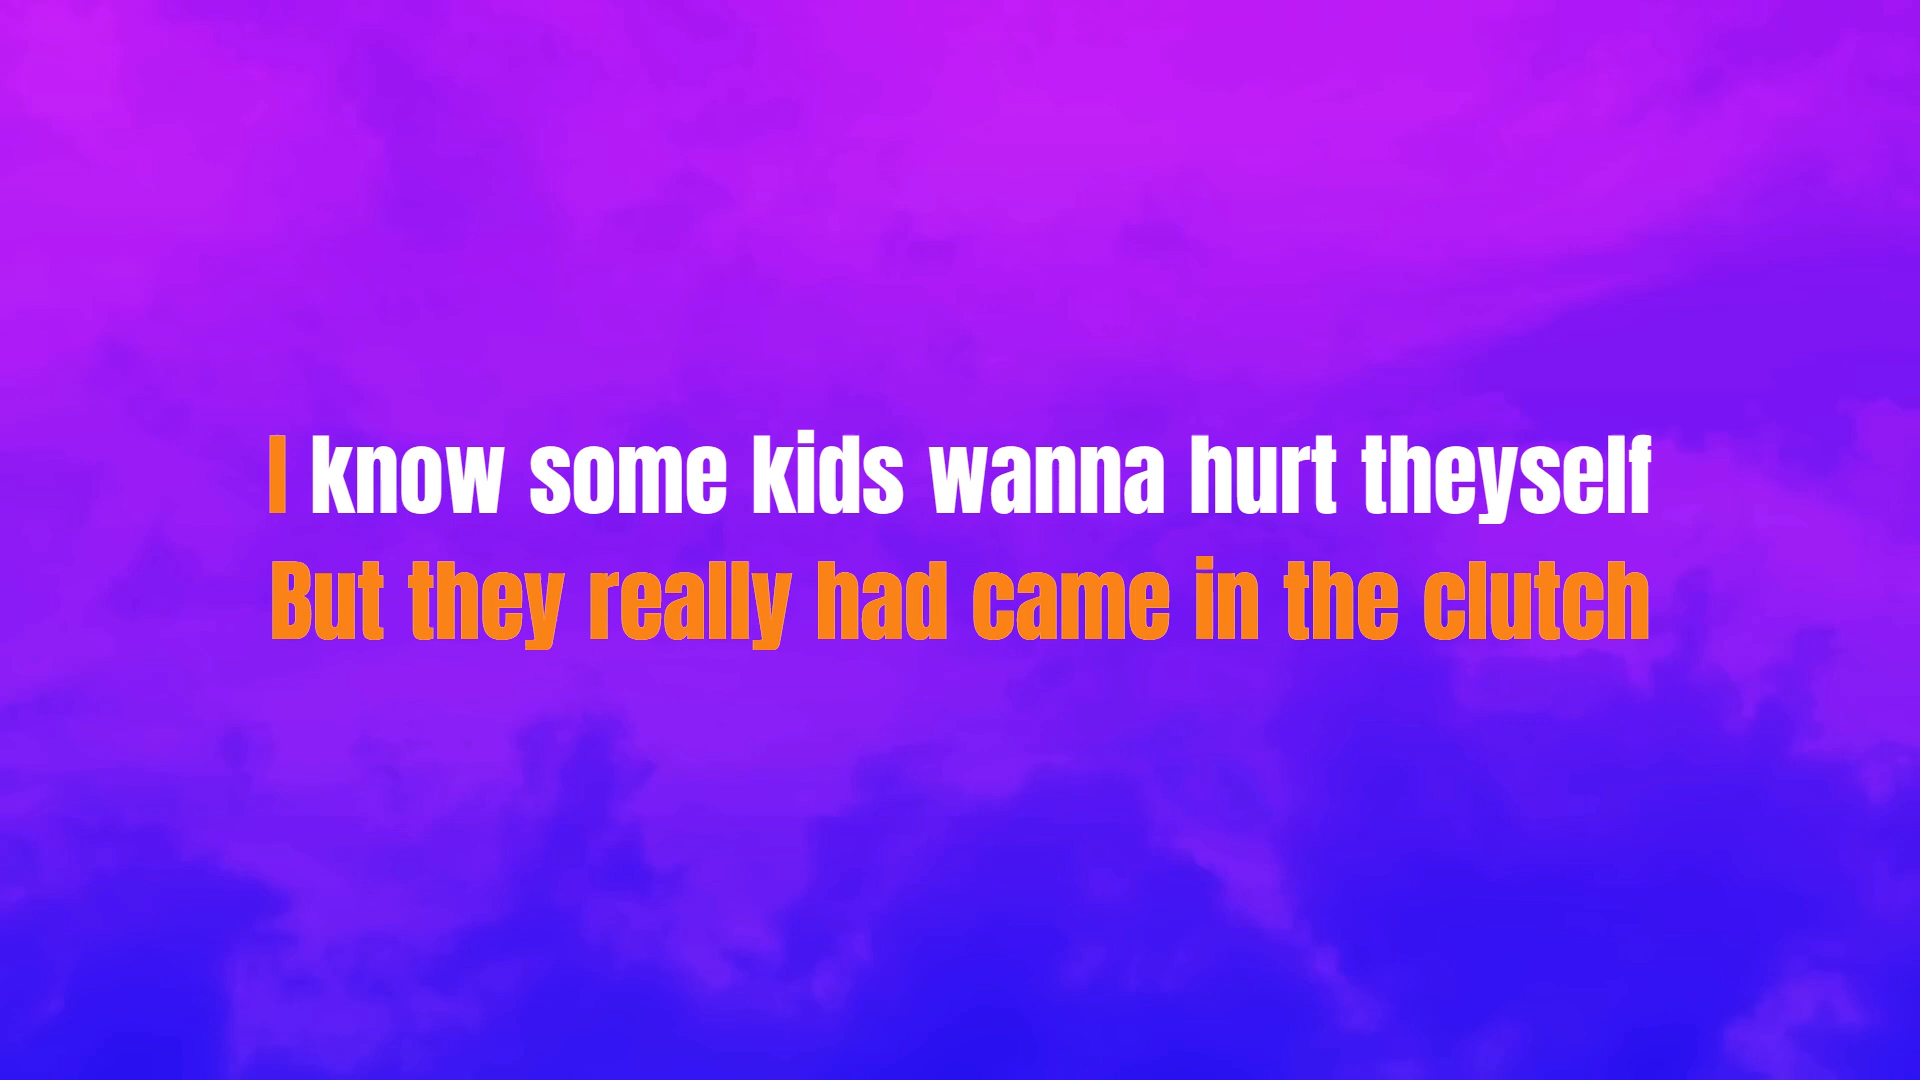 I know some kids wanna hurt theyself
But they really had came in the clutch